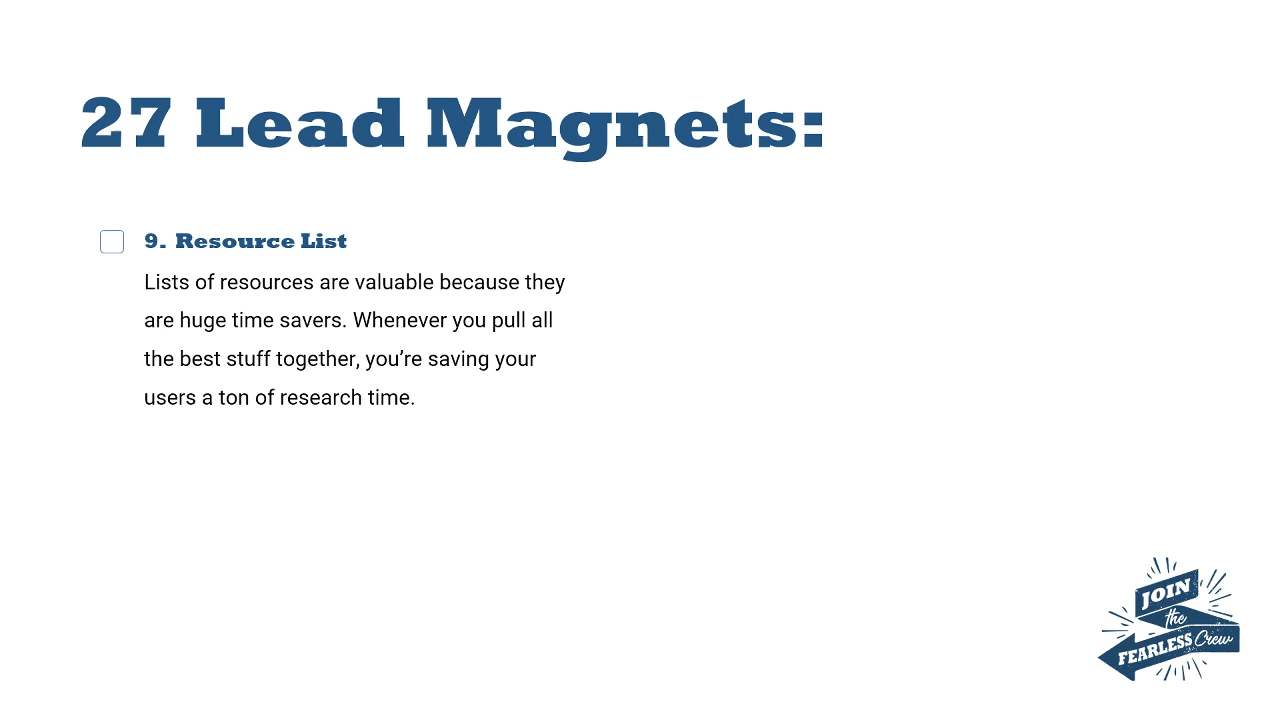 27 Lead Magnets:
9. Resource List
Lists of resources are valuable because they
are huge time savers. Whenever you pull all
the best stuff together, you’re saving your
users a ton of research time.
JOIN
the
FEARLESS Crew